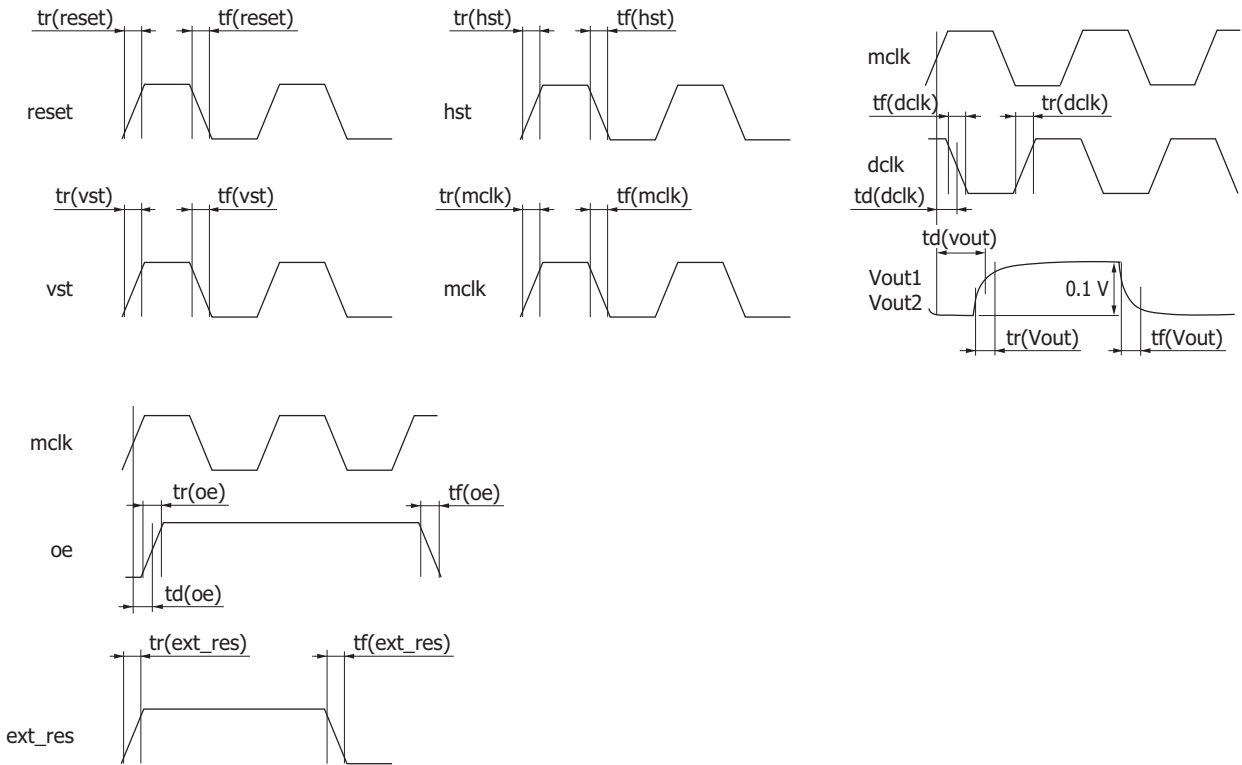 tr(reset)
tf(reset)
reset
tr(hst)
tf(hst)
hst
mclk
tf(dclk)
tr(dclk)
dclk
td(dclk)
td(vout)
Vout1
Vout2
0.1 V
tr(Vout)
tf(Vout)
tr(vst)
tf(vst)
vst
tr(mclk)
tf(mclk)
mclk
mclk
tr(oe)
tf(oe)
oe
td(oe)
tr(ext_res)
tf(ext_res)
ext_res